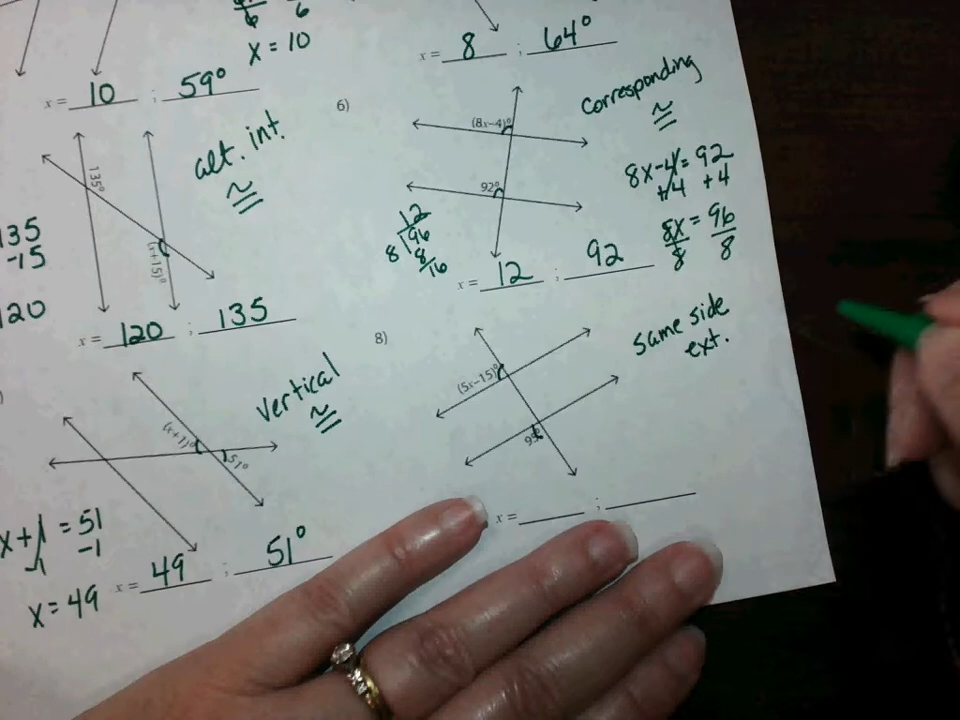 6
6
x = 10
x = 10 ; 59°
x = 8 ; 64°
135°
(x+15)°
alt. int.
≅
135
-15
120
x = 120 ; 135
6)
(8x−4)°
92°
corresponding
≅
8x-4 = 92
+4 +4
8x = 96
8 8
12
8 96
8
16
x = 12 ; 92
(x+1)°
51°
vertical
≅
x+1 = 51
-1 -1
x = 49
x = 49 ; 51°
8)
(5x−15)°
same side
ext.
x = ;